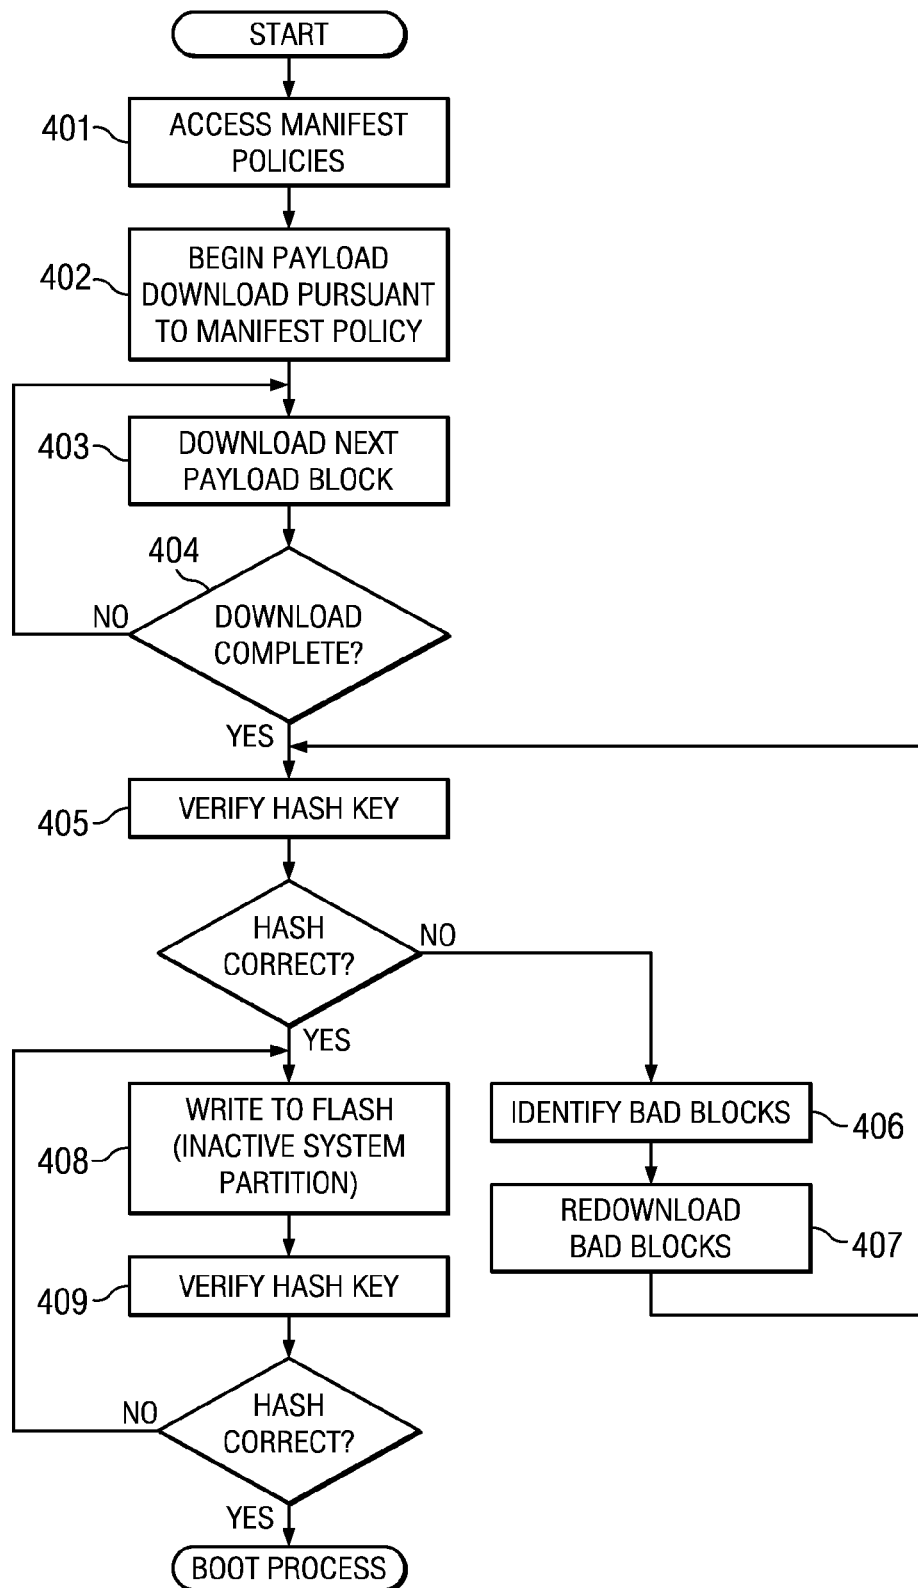 START
401
ACCESS MANIFEST
POLICIES
402
BEGIN PAYLOAD
DOWNLOAD PURSUANT
TO MANIFEST POLICY
403
DOWNLOAD NEXT
PAYLOAD BLOCK
404
NO
DOWNLOAD
COMPLETE?
YES
405
VERIFY HASH KEY
HASH
CORRECT?
NO
YES
IDENTIFY BAD BLOCKS
406
REDOWNLOAD
BAD BLOCKS
407
408
WRITE TO FLASH
(INACTIVE SYSTEM
PARTITION)
409
VERIFY HASH KEY
NO
HASH
CORRECT?
YES
BOOT PROCESS